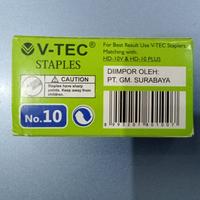 V-TEC®
STAPLES
CAUTION
Staples have sharp
points. Keep away from
children.
No.10
For Best Result Use V-TEC Staplers
Matching with:
HD-10V & HD-10 PLUS
DIIMPOR OLEH:
PT. GM. SURABAYA